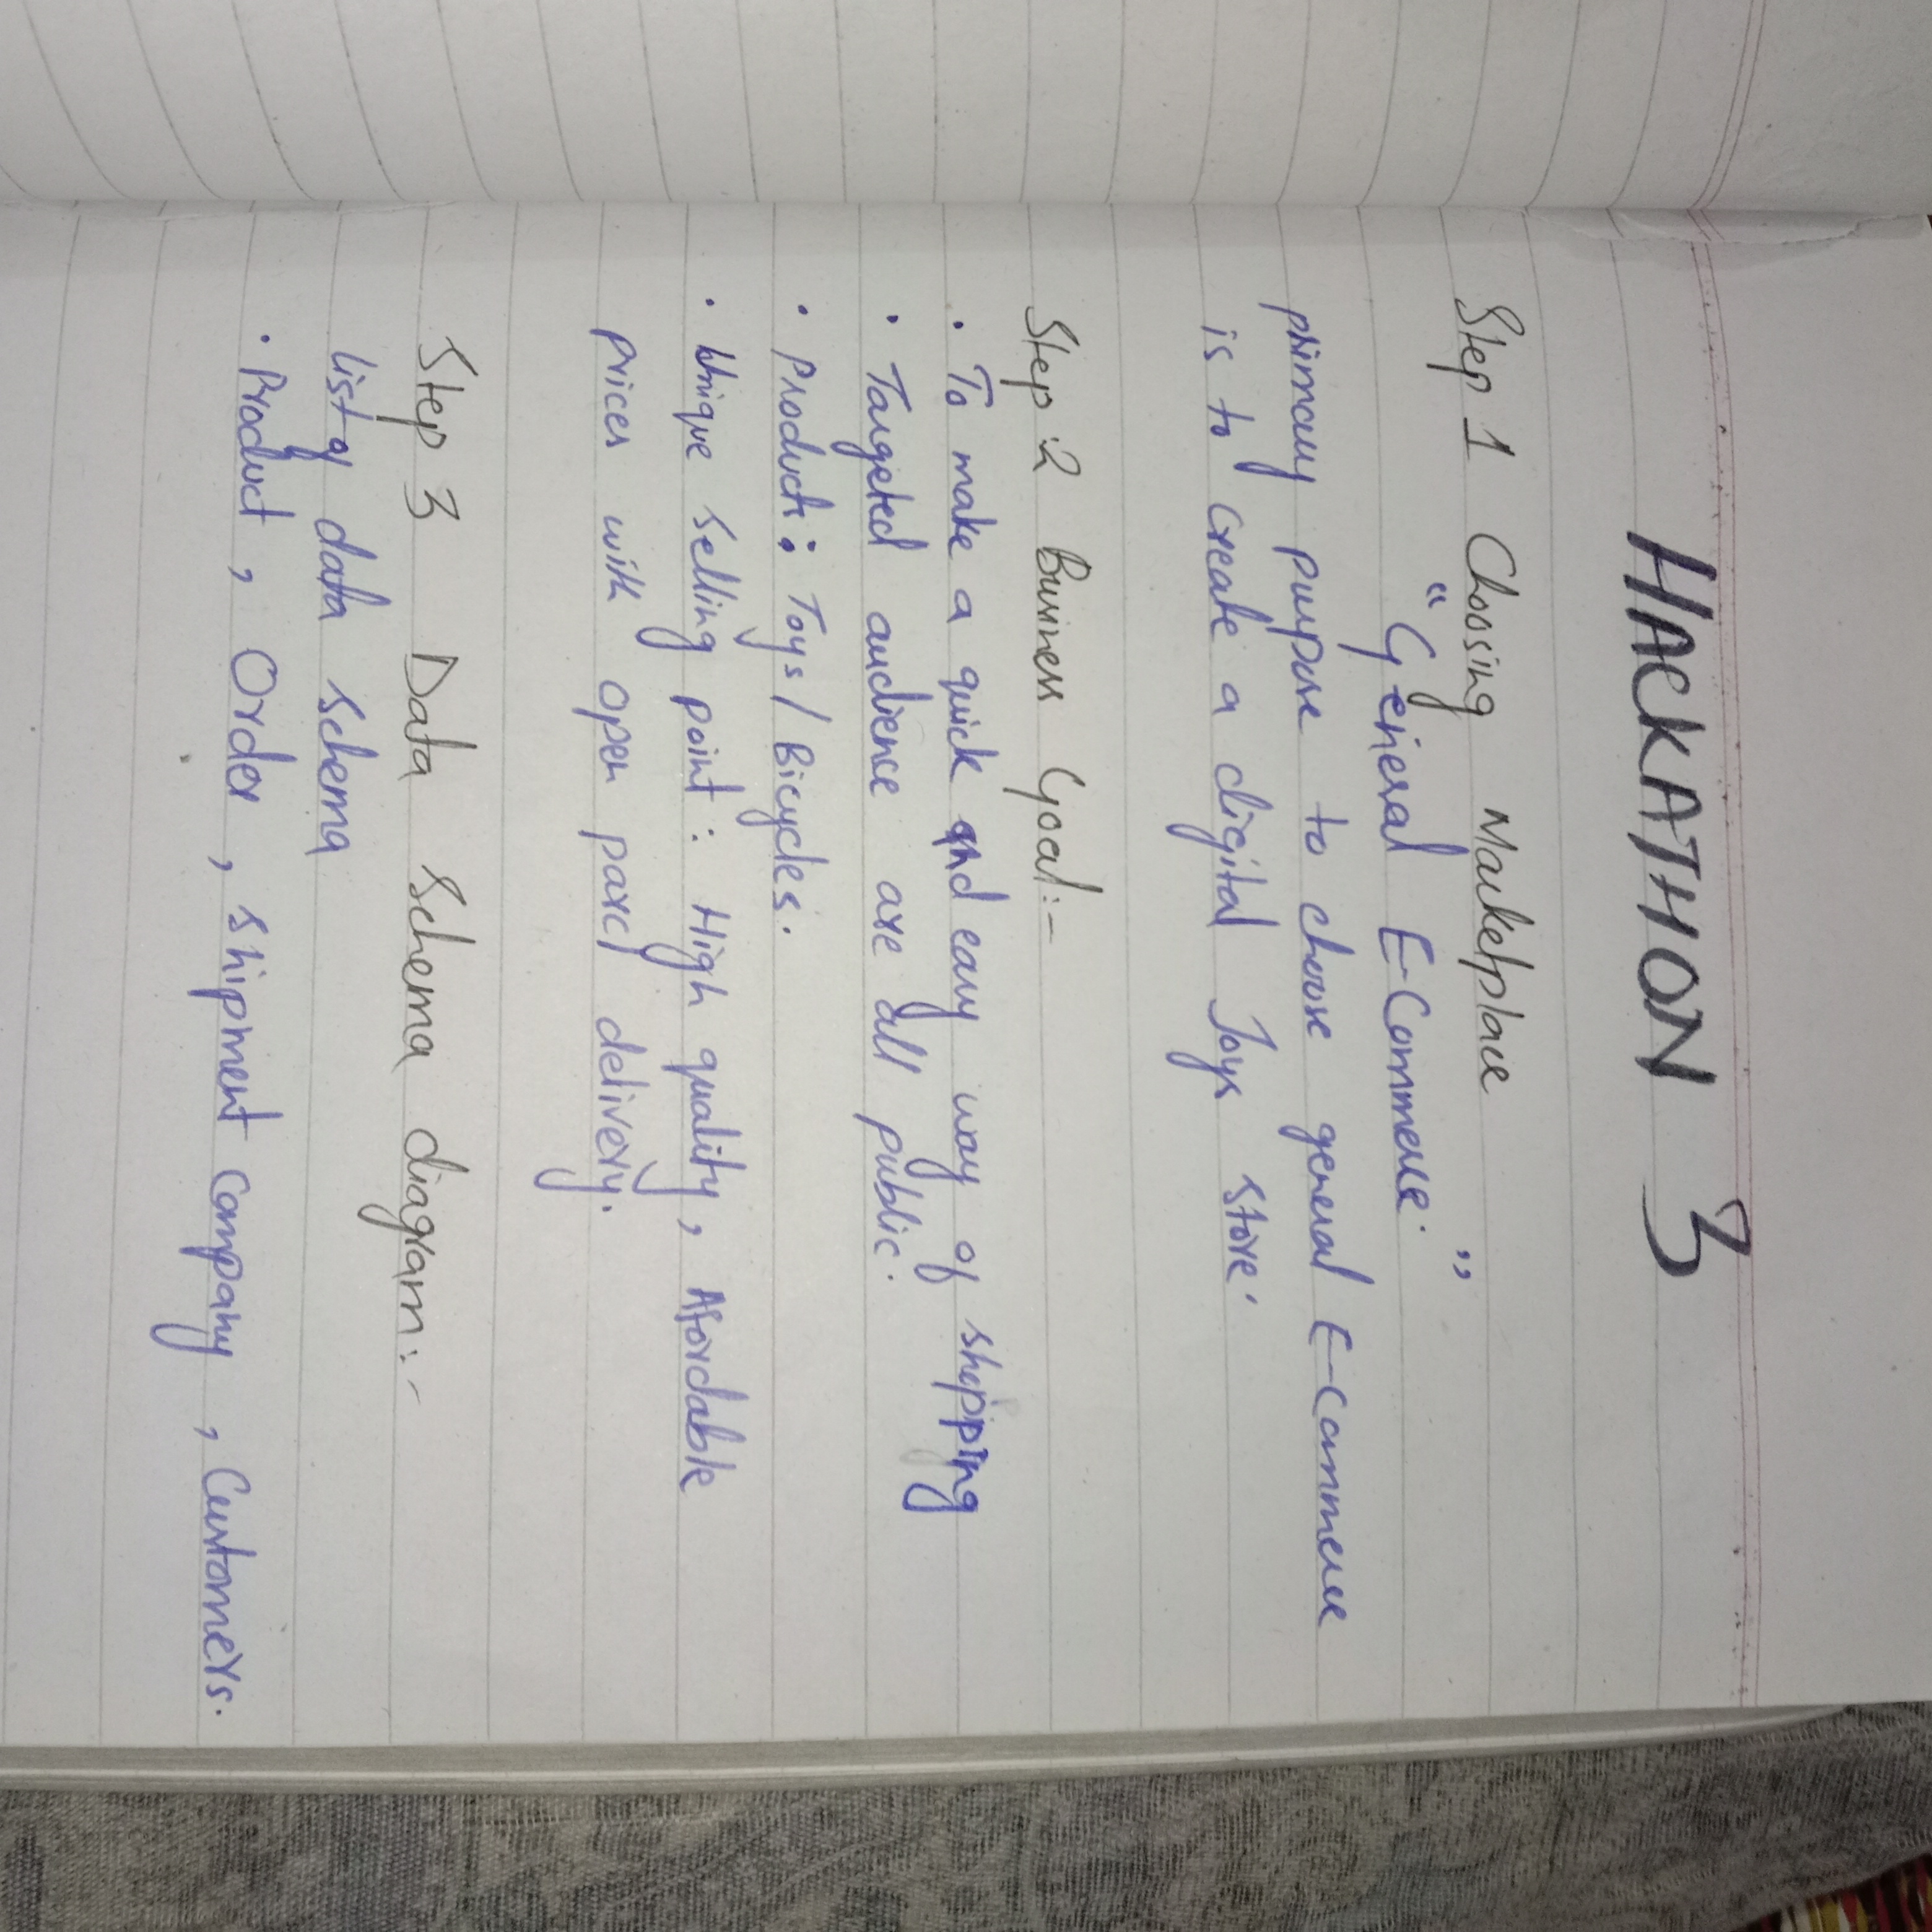 HACKATHON 3
Step 1 Choosing Marketplace
" General E-Commerce. "
primary purpose to choose general E-Commerce
is to create a digital Toys store.
Step 2 Business Goal:-
• To make a quick and easy way of shopping
• Targeted audience are all public.
• Product: Toys / Bicycles.
• Unique selling point: High quality, Affordable
prices with open parcl delivery.
Step 3 Data Schema diagram:-
list of data schema
• Product, Order, shipment company, Customers.